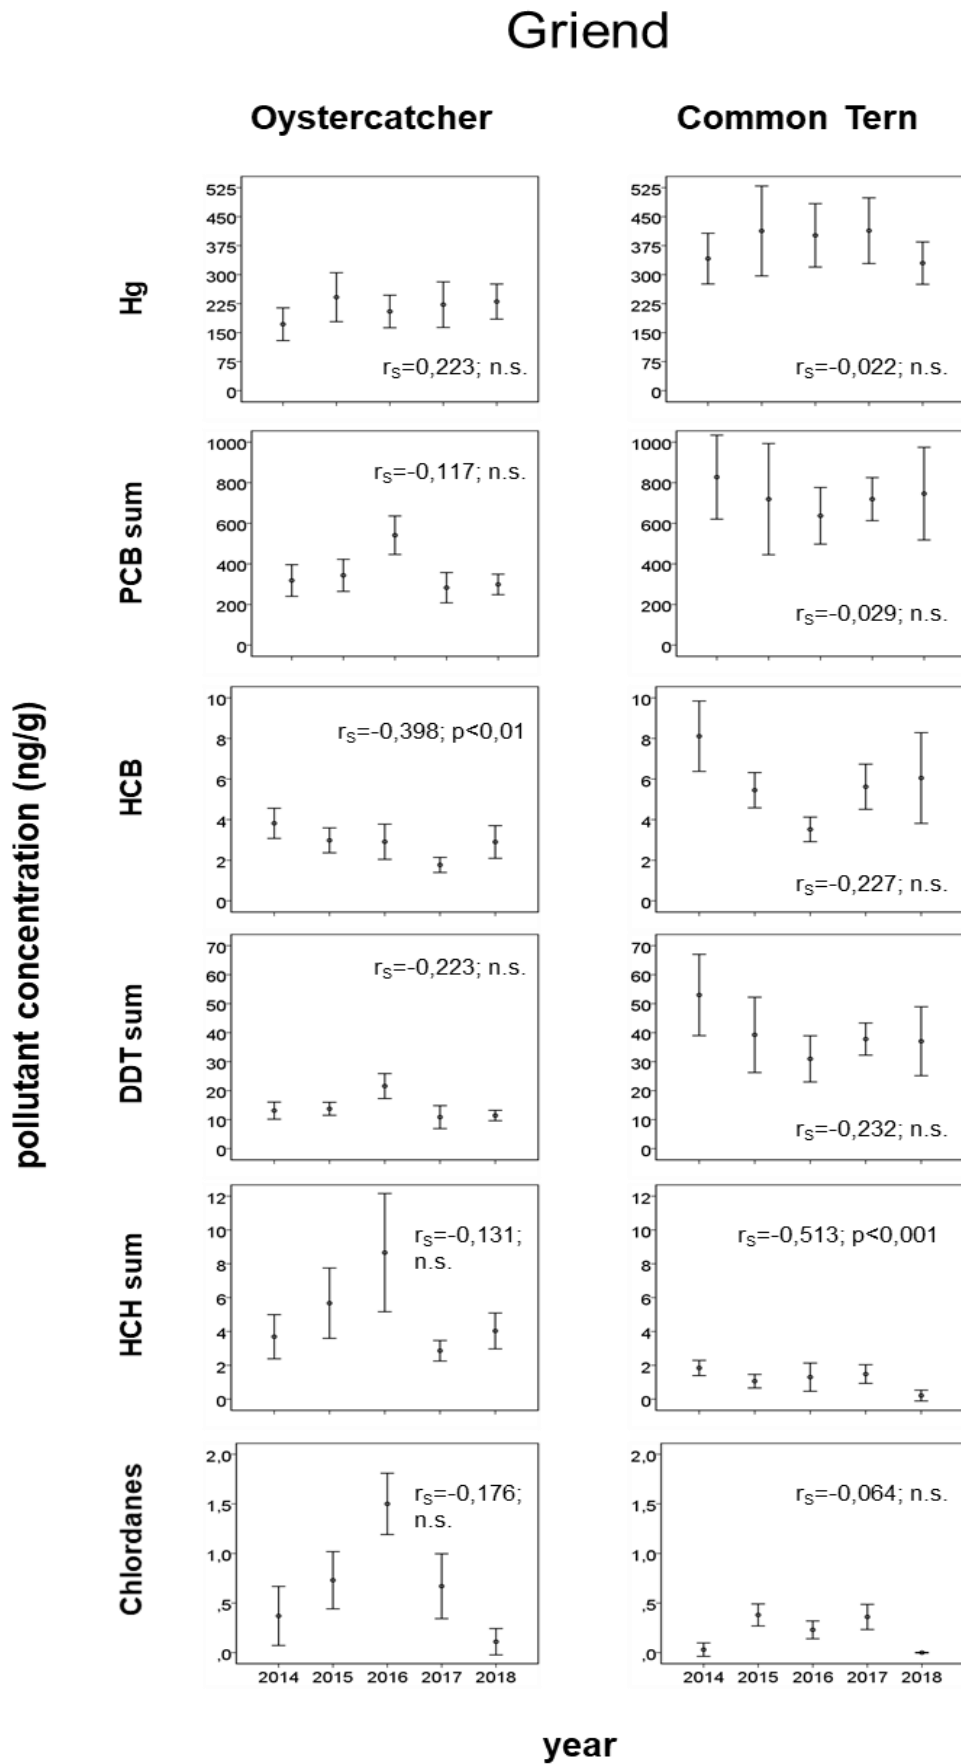 Griend
Oystercatcher
Common Tern
pollutant concentration (ng/g)
Hg
525
450
375
300
225
150
75
0
rS=0,223; n.s.
525
450
375
300
225
150
75
0
rS=-0,022; n.s.
PCB sum
1000
800
600
400
200
0
rS=-0,117; n.s.
1000
800
600
400
200
0
rS=-0,029; n.s.
HCB
10
8
6
4
2
0
rS=-0,398; p<0,01
10
8
6
4
2
0
rS=-0,227; n.s.
DDT sum
70
60
50
40
30
20
10
0
rS=-0,223; n.s.
70
60
50
40
30
20
10
0
rS=-0,232; n.s.
HCH sum
12
10
8
6
4
2
0
rS=-0,131;
n.s.
12
10
8
6
4
2
0
rS=-0,513; p<0,001
Chlordanes
2,0
1,5
1,0
,5
,0
rS=-0,176;
n.s.
2014 2015 2016 2017 2018
2,0
1,5
1,0
,5
,0
rS=-0,064; n.s.
2014 2015 2016 2017 2018
year